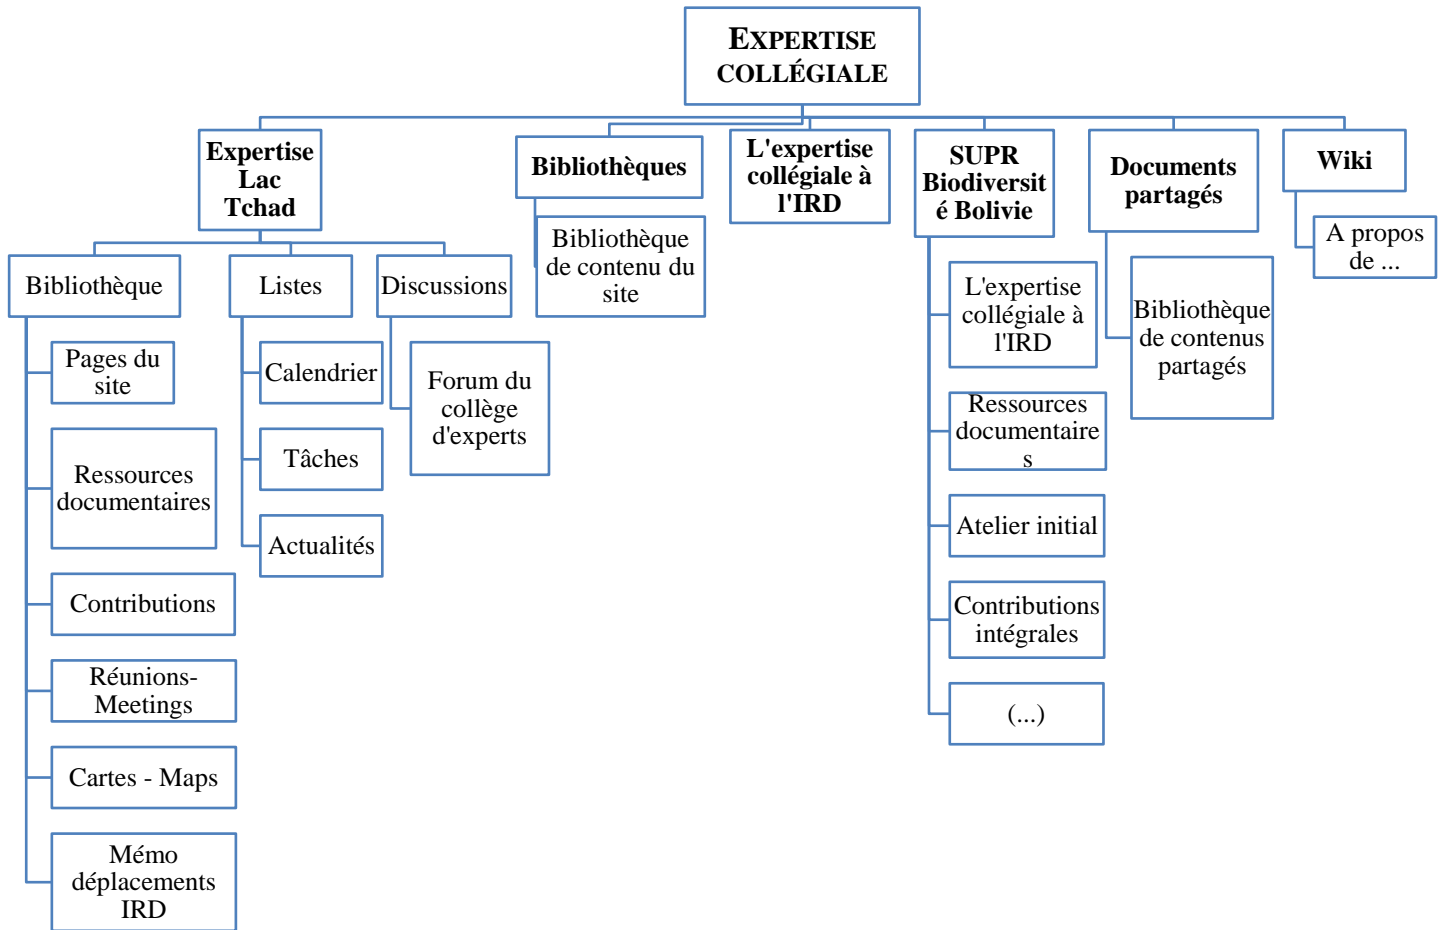 EXPERTISE
COLLÉGIALE
Expertise
Lac
Tchad
Bibliothèques
L'expertise
collégiale à
l'IRD
SUPR
Biodiversit
é Bolivie
Documents
partagés
Wiki
Bibliothèque
Listes
Discussions
Bibliothèque
de contenu du
site
L'expertise
collégiale à
l'IRD
Bibliothèque
de contenus
partagés
A propos
de ...
Pages du
site
Ressources
documentaires
Contributions
Réunions-
Meetings
Cartes - Maps
Mémo
déplacements
IRD
Calendrier
Tâches
Actualités
Forum du
collège
d'experts
Ressources
documentaire
s
Atelier initial
Contributions
intégrales
(...)